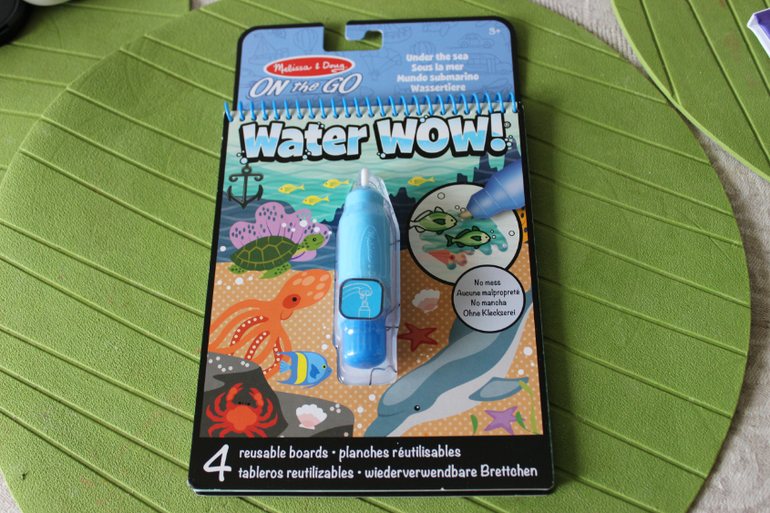 3+
Melissa & Doug
ON the GO
Under the sea
Sous la mer
Mundo submarino
Wassertiere
Water WOW!
No mess
Aucune malpropreté
No mancha
Ohne Kleckserei
4 reusable boards • planches réutilisables
tableros reutilizables • wiederverwendbare Brettchen